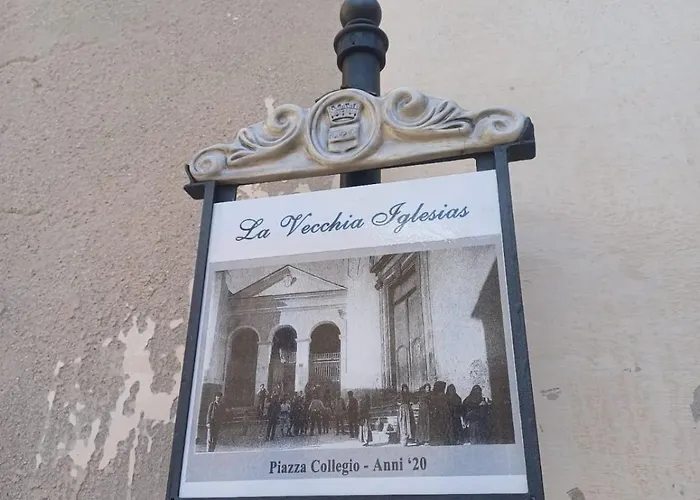 La Vecchia Iglesias
Piazza Collegio - Anni ‘20